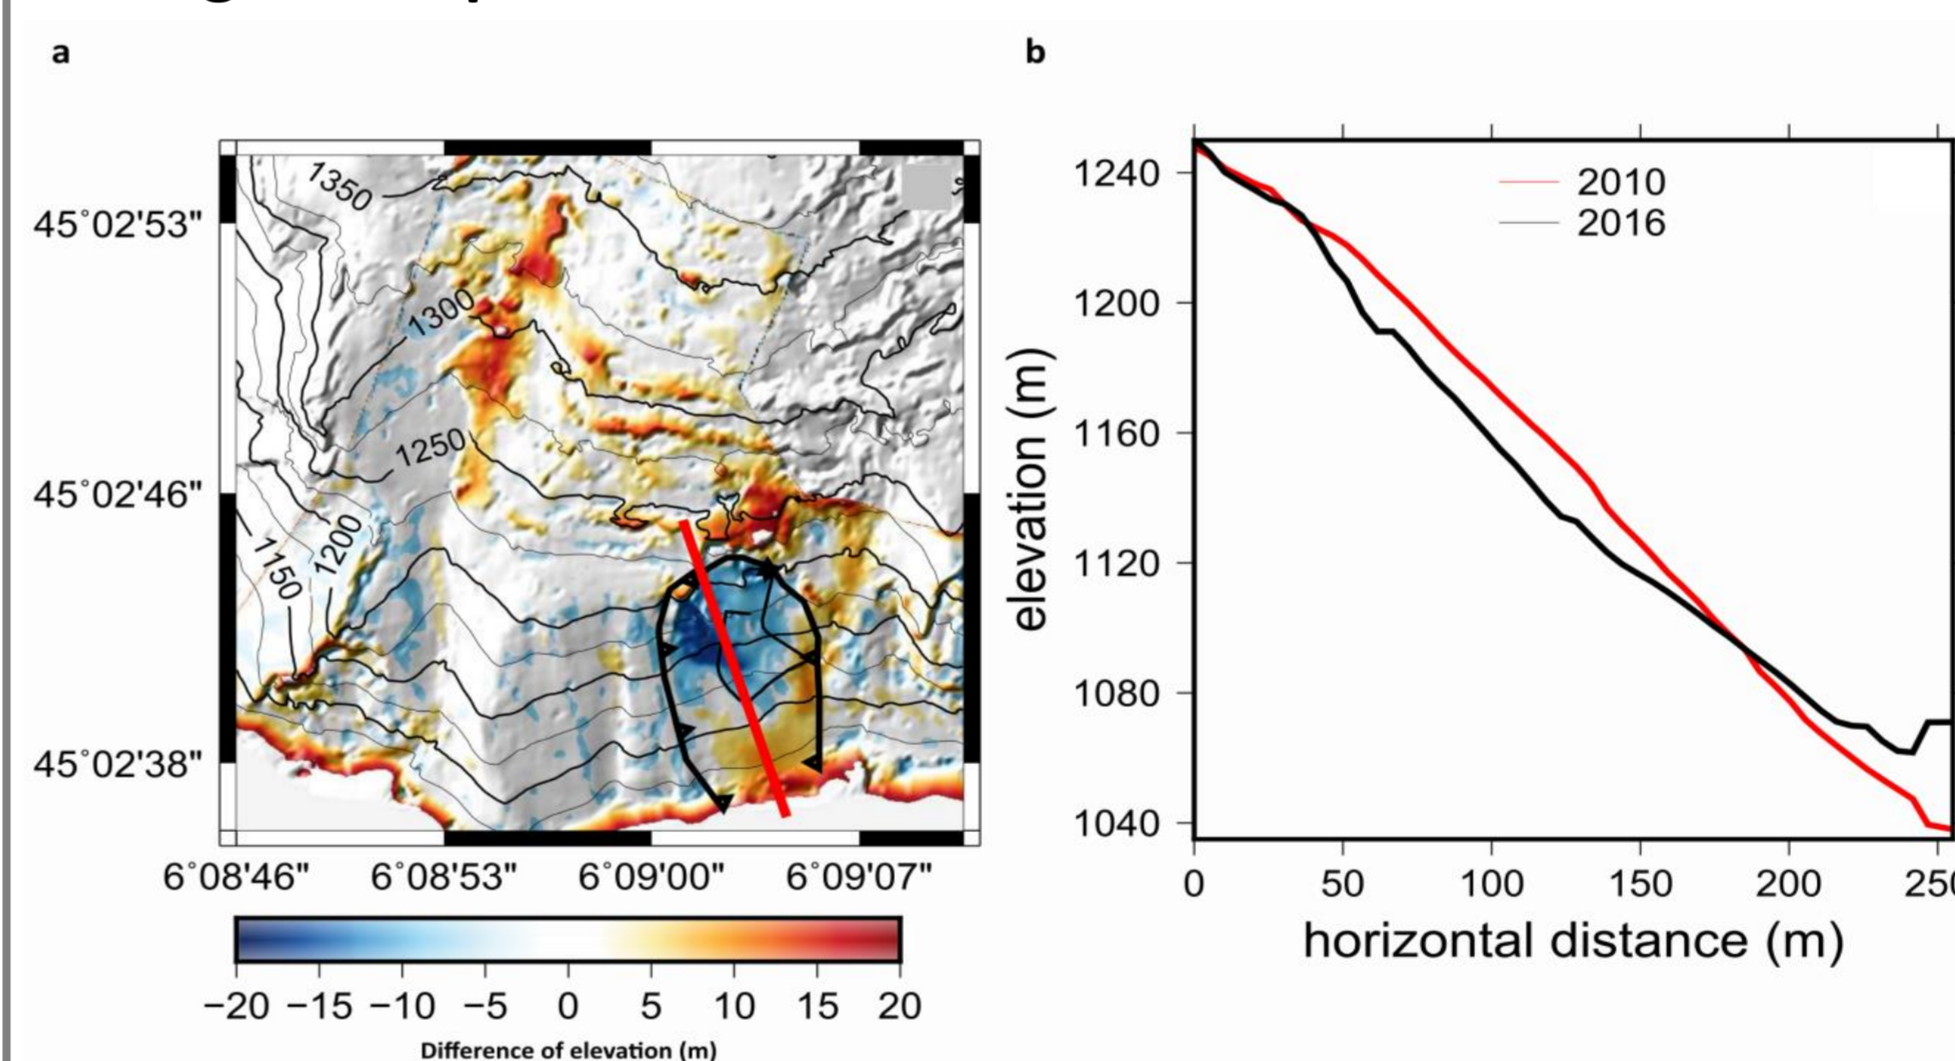 a
b
1350
45°02'53"
1300
1250
45°02'46"
1200
1150
45°02'38"
6°08'46" 6°08'53" 6°09'00" 6°09'07"
−20 −15 −10 −5 0 5 10 15 20
Difference of elevation (m)
2010
2016
1240
1200
1160
1120
1080
1040
elevation (m)
0 50 100 150 200
horizontal distance (m)